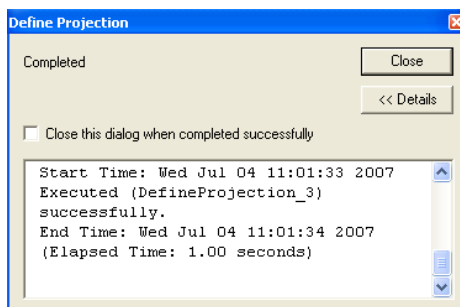 Define Projection
Completed
Close
<< Details
Close this dialog when completed successfully
Start Time: Wed Jul 04 11:01:33 2007
Executed (DefineProjection_3)
successfully.
End Time: Wed Jul 04 11:01:34 2007
(Elapsed Time: 1.00 seconds)